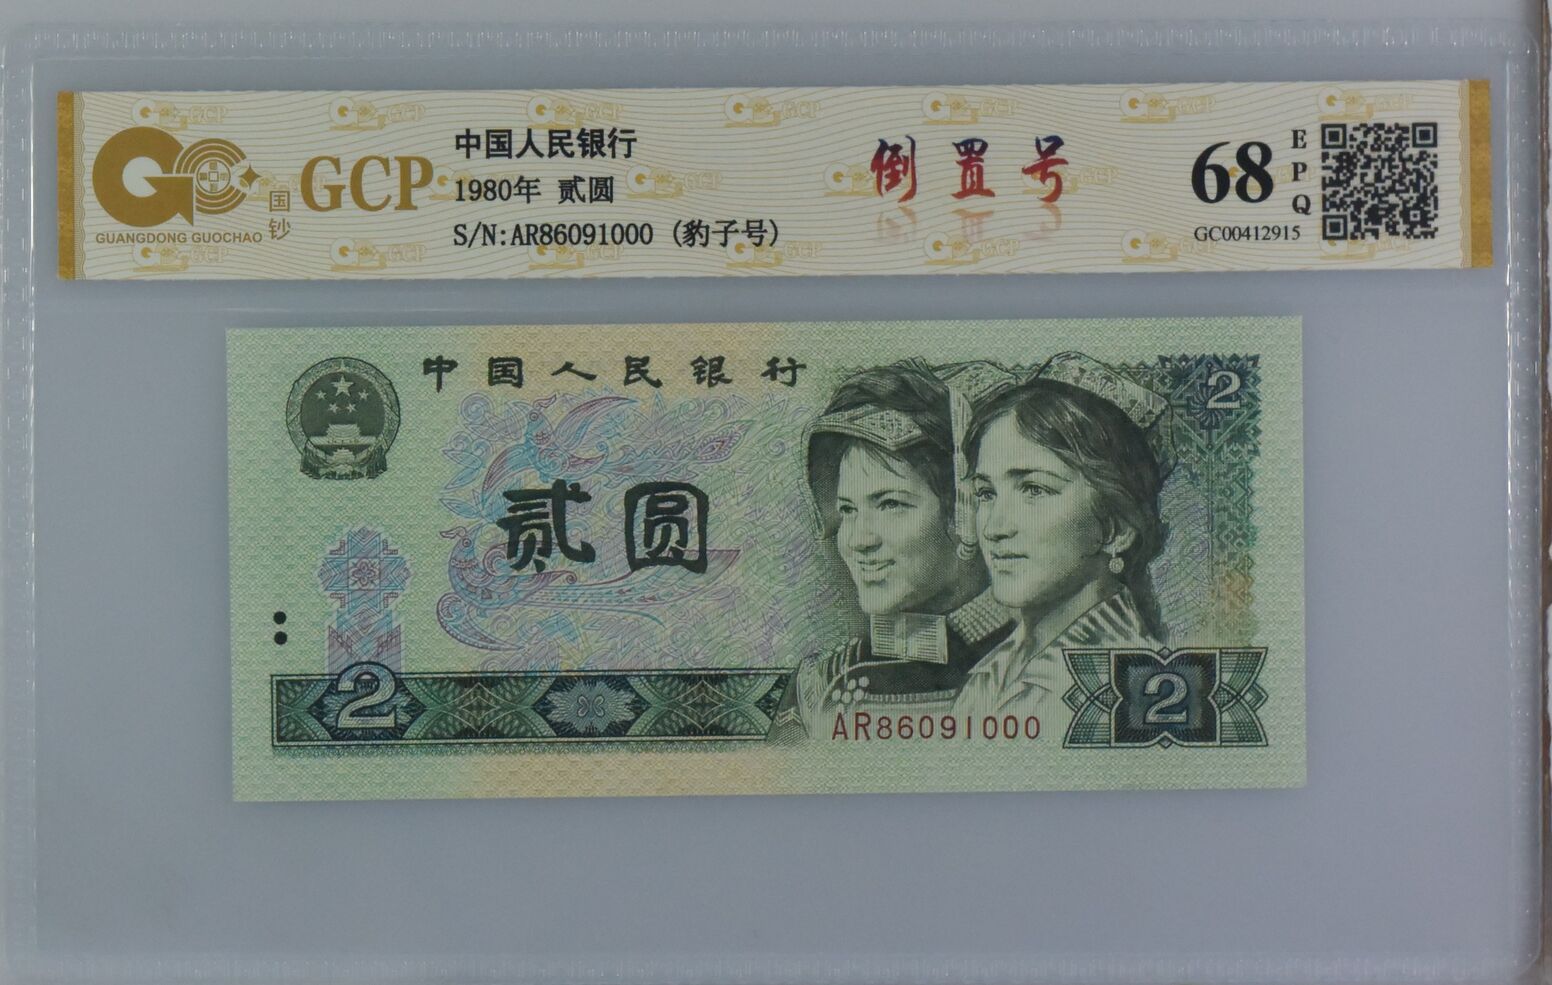 中国人民银行
1980年 贰圆
S/N:AR86091000 (豹子号)
GCP
国钞
GUANGDONG GUOCHAO
倒置号
68
EPQ
GC00412915
中国人民银行
2
贰圆
2
AR86091000
2